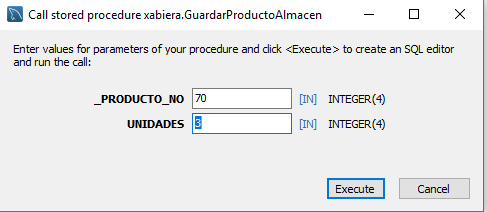 Call stored procedure xabiera.GuardarProductoAlmacen
Enter values for parameters of your procedure and click <Execute> to create an SQL editor
and run the call:
_PRODUCTO_NO 70 [IN] INTEGER(4)
UNIDADES 3 [IN] INTEGER(4)
Execute Cancel